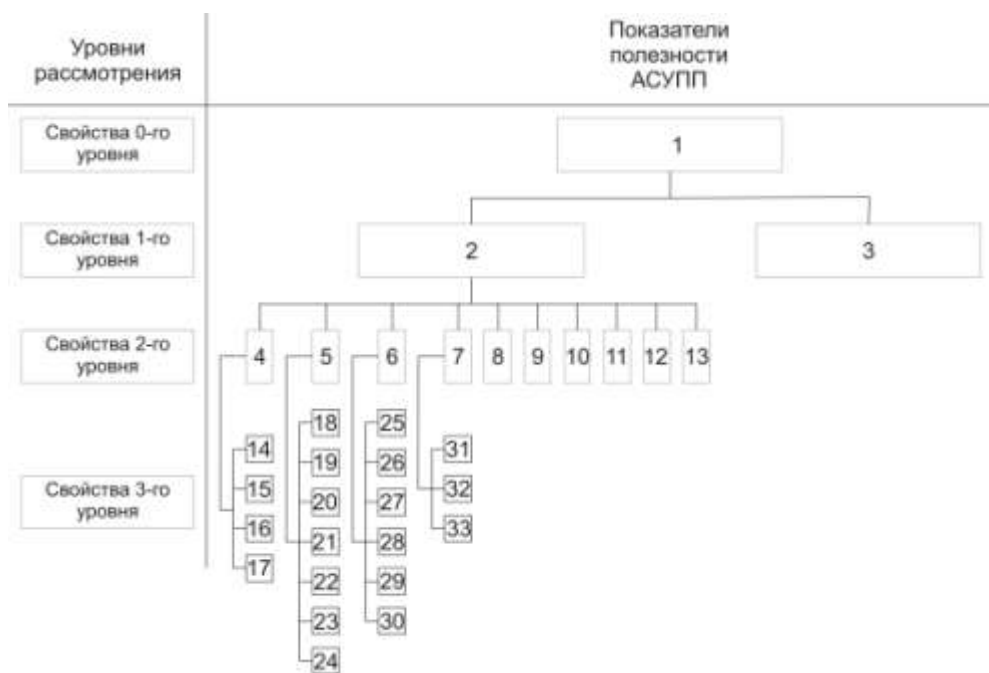 Уровни
рассмотрения
Показатели
полезности
АСУПП
Свойства 0-го
уровня
1
Свойства 1-го
уровня
2
3
Свойства 2-го
уровня
4
5
6
7
8
9
10
11
12
13
Свойства 3-го
уровня
14
15
16
17
18
19
20
21
22
23
24
25
26
27
28
29
30
31
32
33